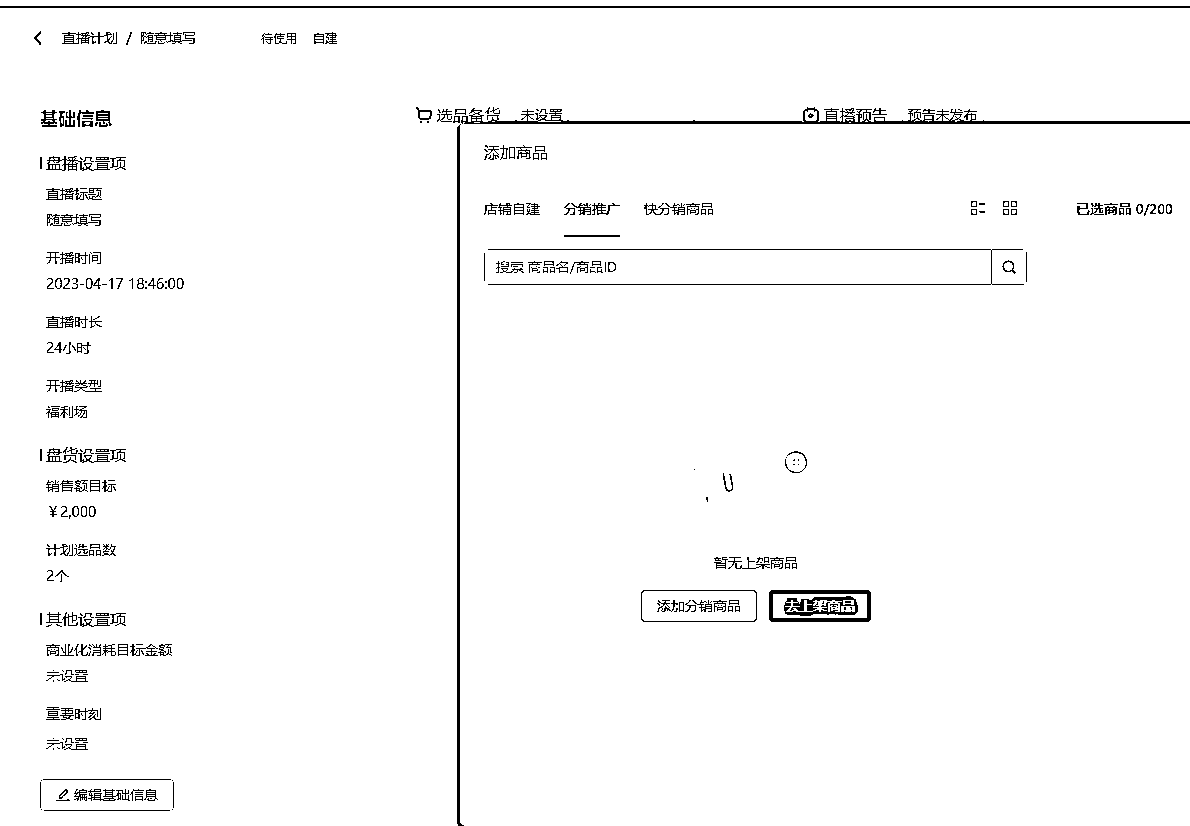 直播计划 / 随意填写 待使用 自建
基础信息
盘播设置项
直播标题
随意填写
开播时间
2023-04-17 18:46:00
直播时长
24小时
开播类型
福利场
盘货设置项
销售额目标
¥2,000
计划选品数
2个
其他设置项
商业化消耗目标金额
未设置
重要时刻
未设置
编辑基础信息
选品备货 未设置
直播预告 预告未发布
添加商品
店铺自建 分销推广 快分销商品
已选商品 0/200
搜索 商品名/商品ID
暂无上架商品
添加分销商品 去上架商品